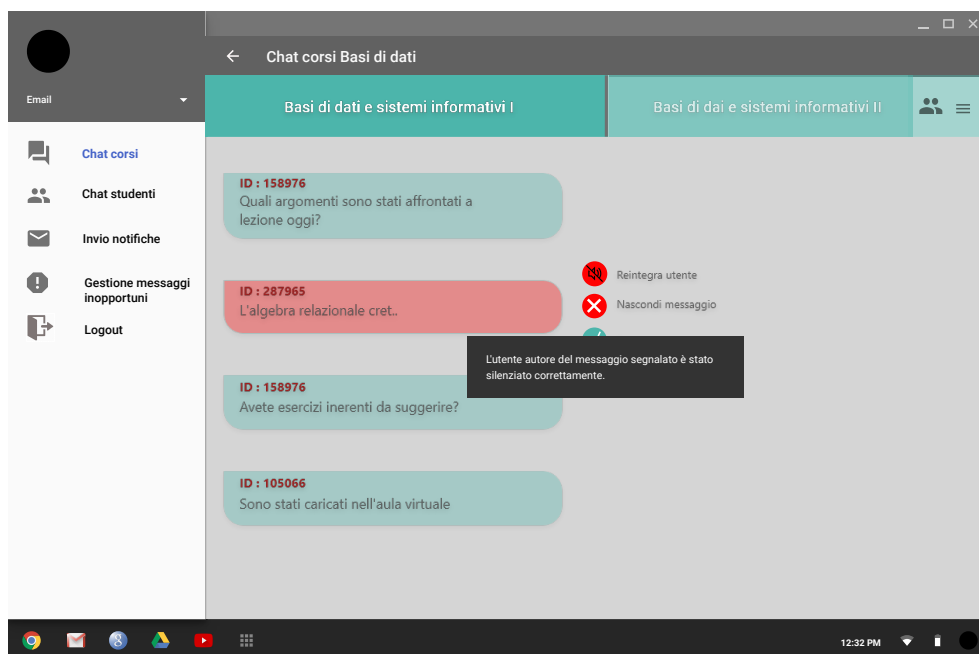 Chat corsi Basi di dati
Email
Basi di dati e sistemi informativi I
Basi di dai e sistemi informativi II
Chat corsi
Chat studenti
Invio notifiche
Gestione messaggi
inopportuni
Logout
ID : 158976
Quali argomenti sono stati affrontati a
lezione oggi?
ID : 287965
L'algebra relazionale cret..
Reintegra utente
Nascondi messaggio
L'utente autore del messaggio segnalato è stato
silenziato correttamente.
ID : 158976
Avete esercizi inerenti da suggerire?
ID : 105066
Sono stati caricati nell'aula virtuale
12:32 PM